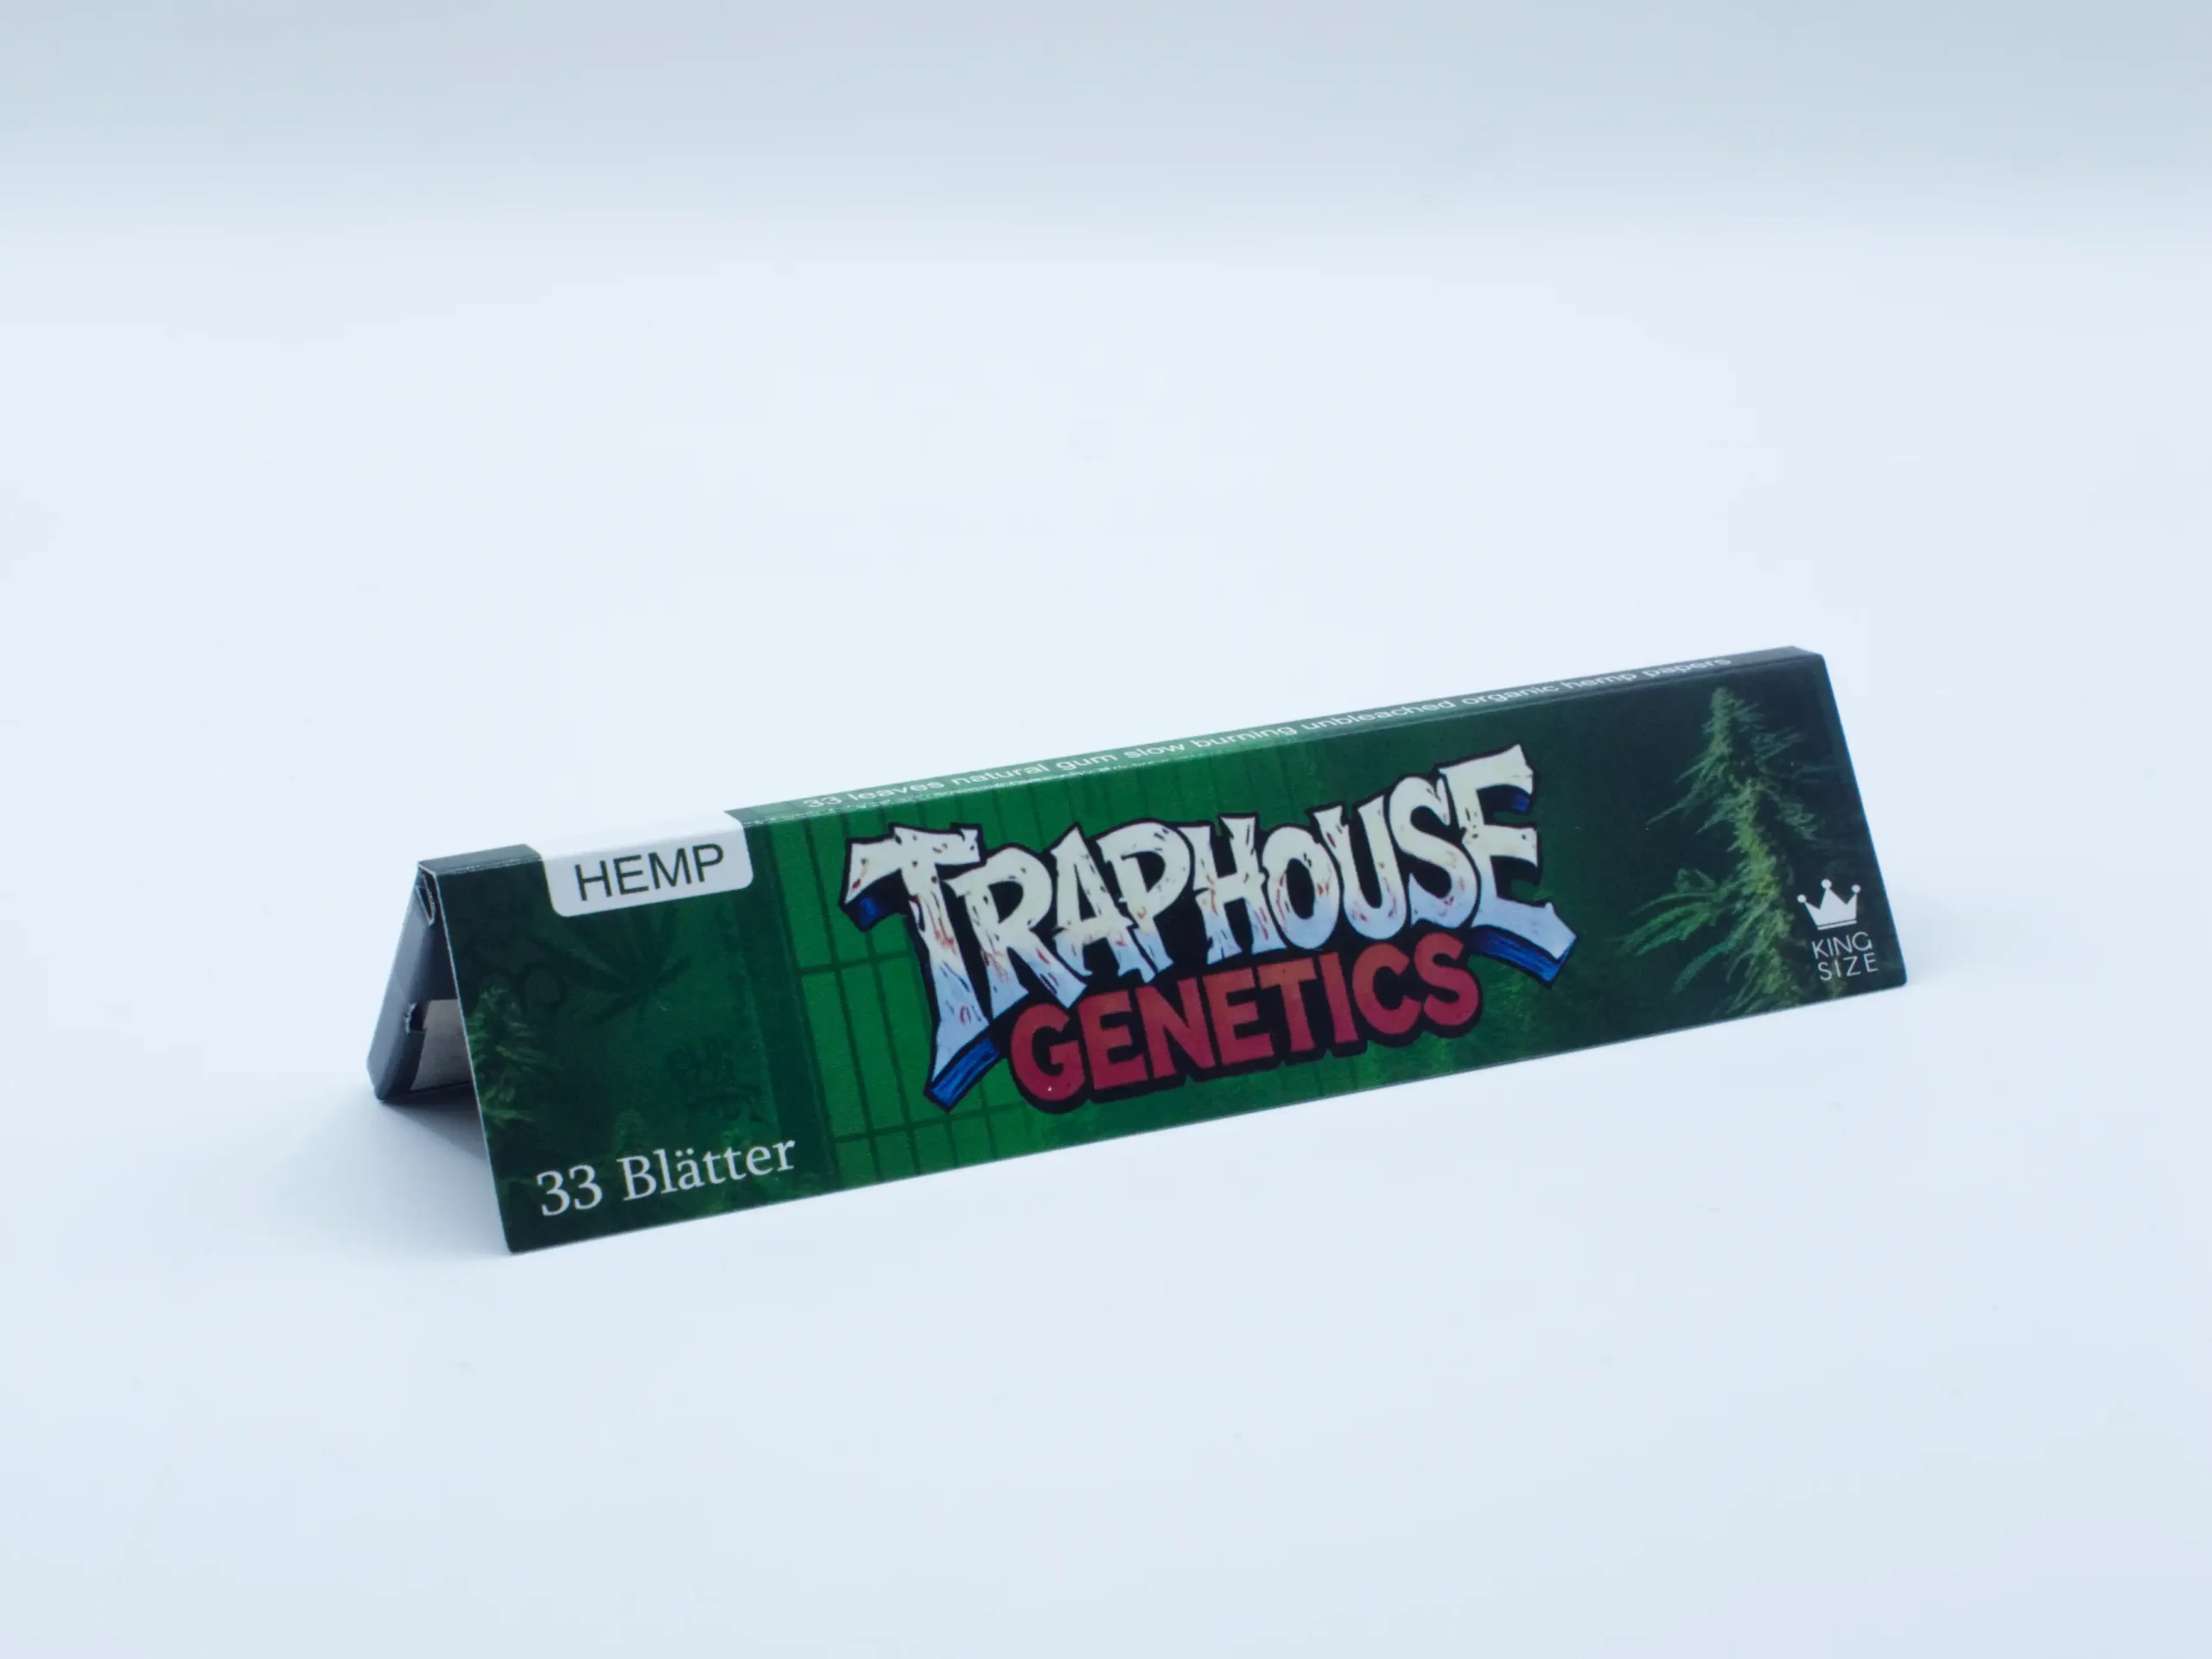 33 leaves natural gum slow burning unbleached organic hemp papers
HEMP
TRAPHOUSE
GENETICS
KING
SIZE
33 Blätter